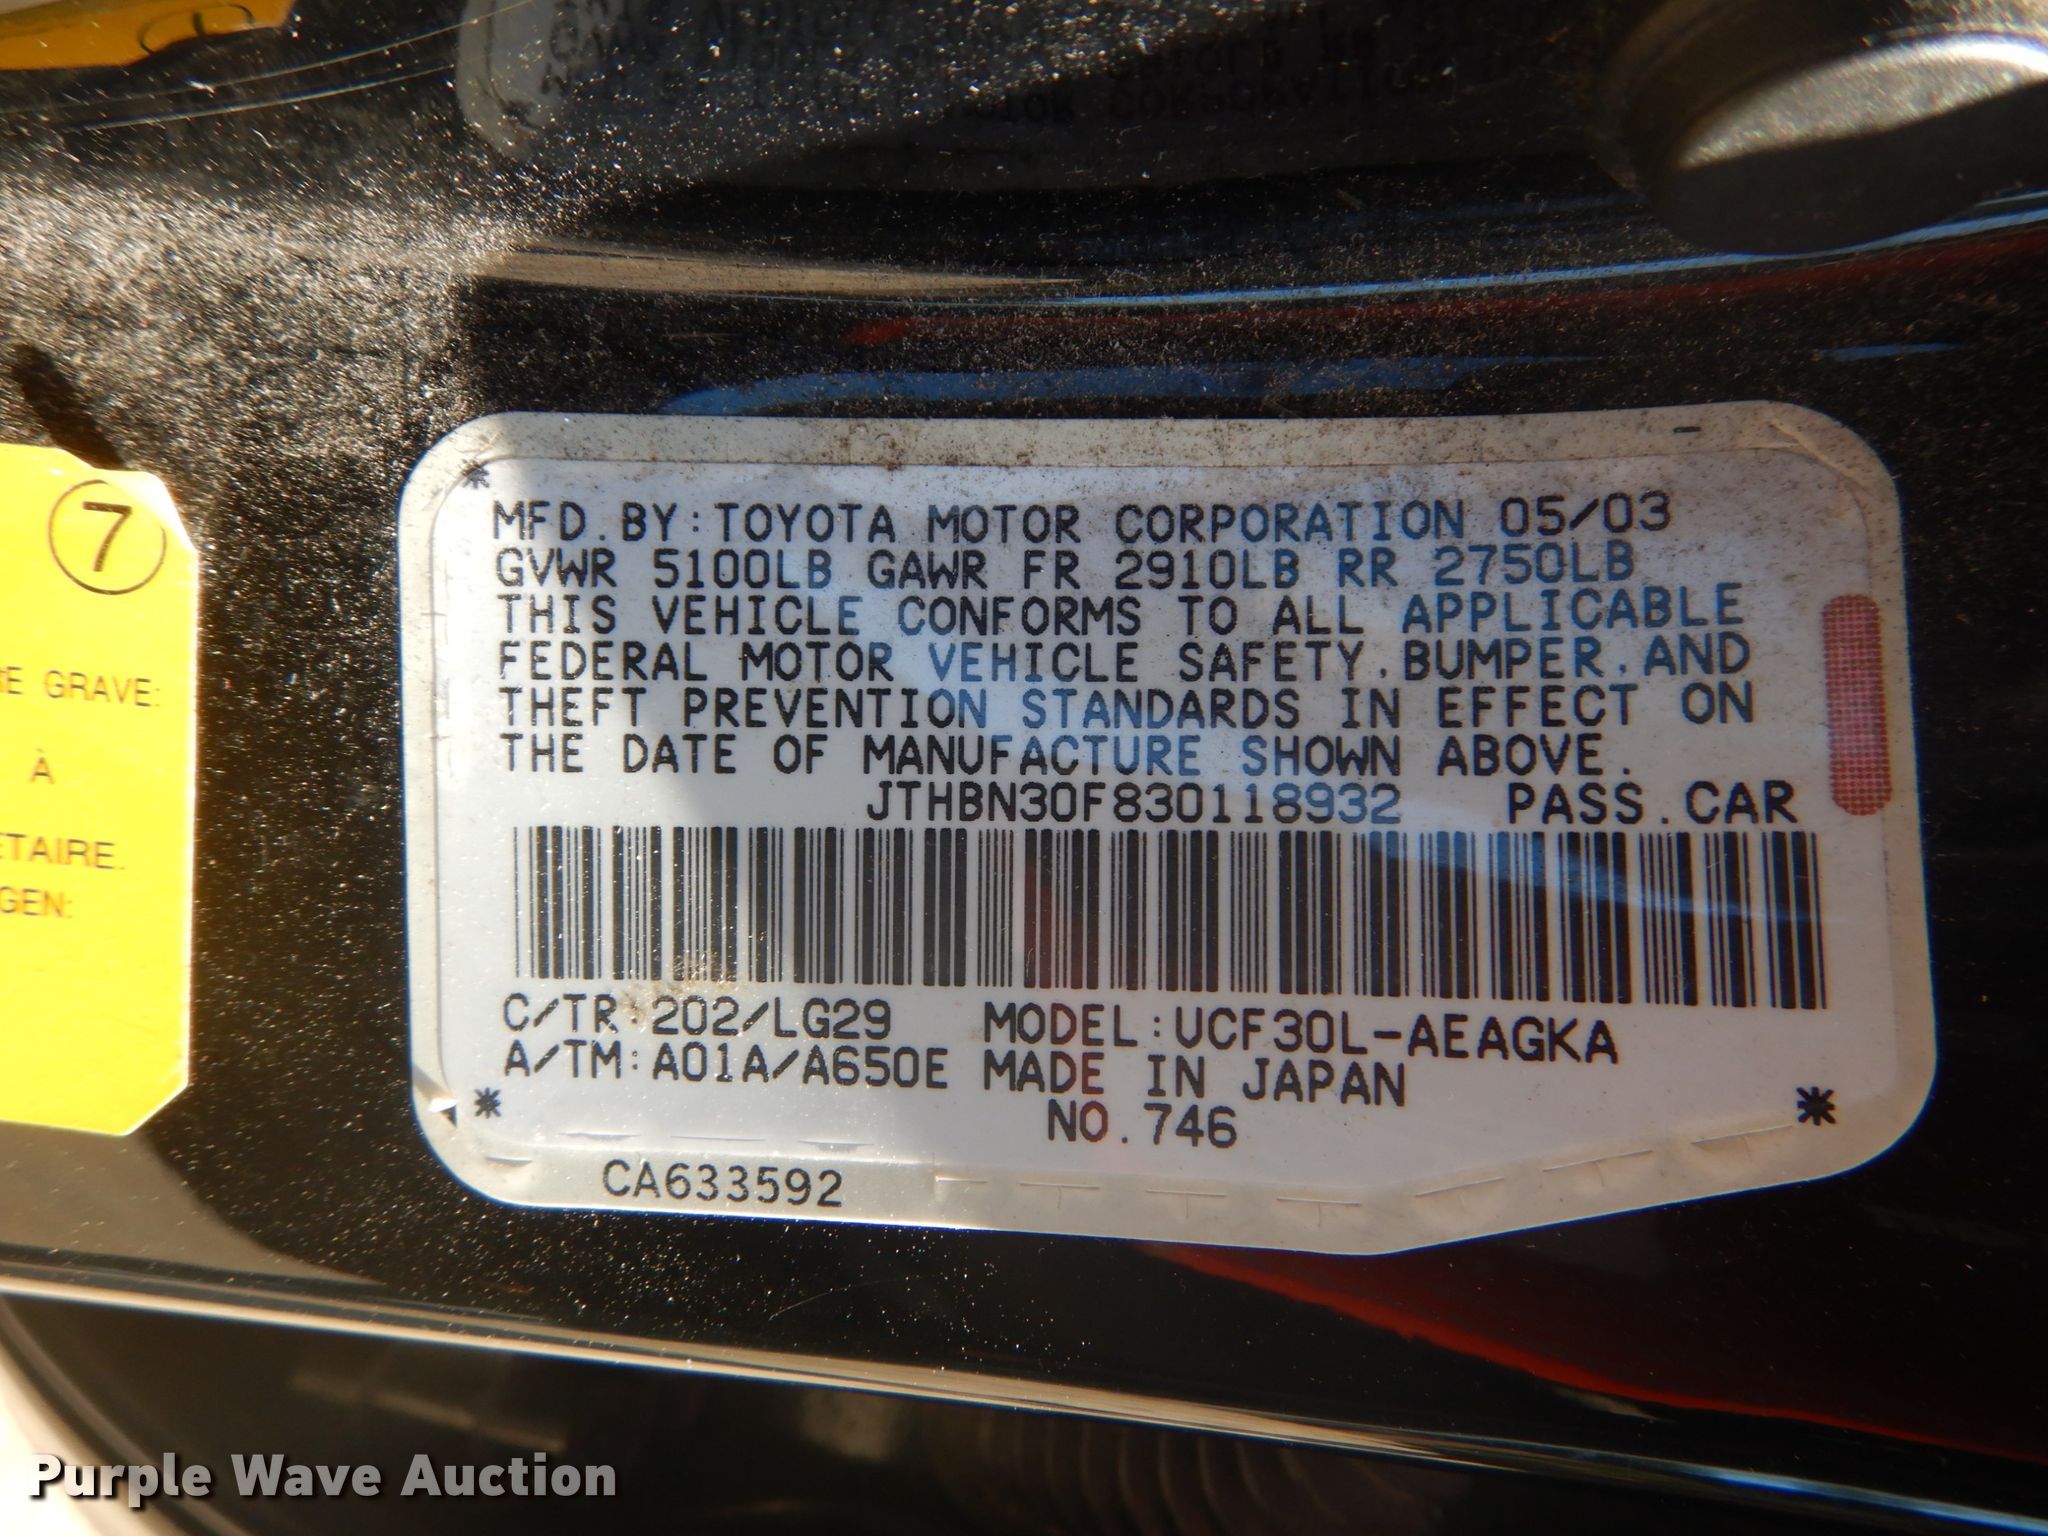 7
GRAVE:
À
ETAIRE.
GEN:
MFD. BY: TOYOTA MOTOR CORPORATION 05/03
GVWR 5100LB GAWR FR 2910LB RR 2750LB
THIS VEHICLE CONFORMS TO ALL APPLICABLE
FEDERAL MOTOR VEHICLE SAFETY, BUMPER, AND
THEFT PREVENTION STANDARDS IN EFFECT ON
THE DATE OF MANUFACTURE SHOWN ABOVE.
JTHBN30F830118932 PASS. CAR
C/TR: 202/LG29 MODEL: UCF30L-AEAGKA
A/TM: A01A/A650E MADE IN JAPAN
NO. 746
CA633592
Purple Wave Auction